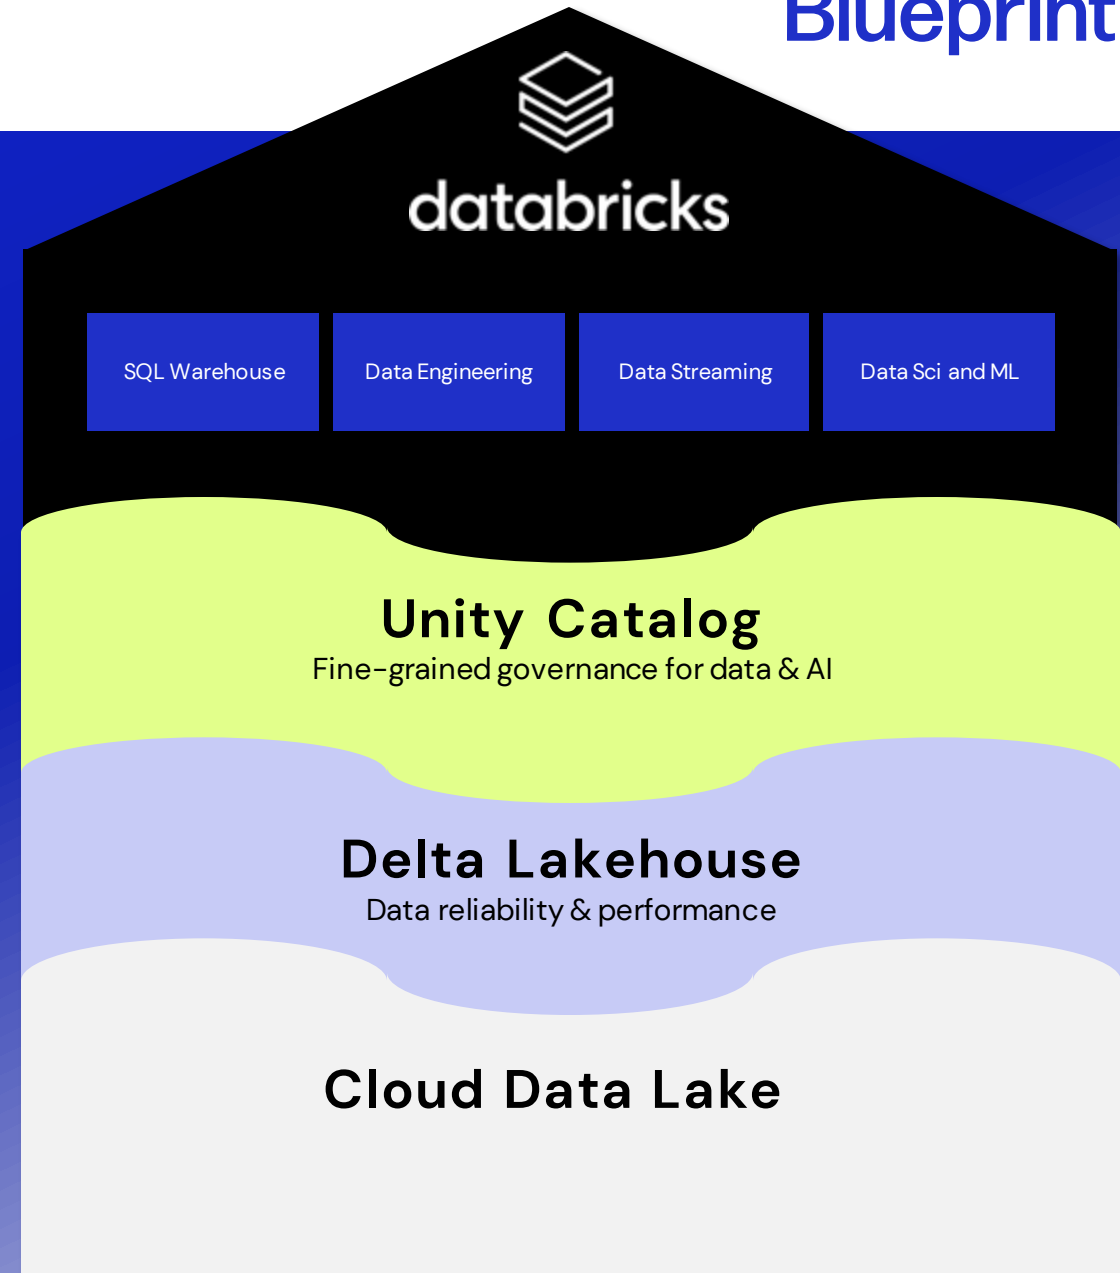 Blueprint
databricks
SQL Warehouse
Data Engineering
Data Streaming
Data Sci and ML
Unity Catalog
Fine-grained governance for data & AI
Delta Lakehouse
Data reliability & performance
Cloud Data Lake